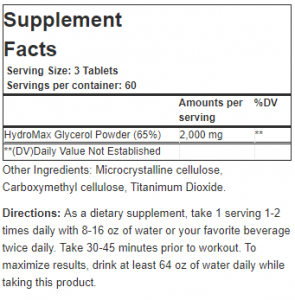 Supplement
Facts
Serving Size: 3 Tablets
Servings per container: 60
Amounts per %DV
serving
HydroMax Glycerol Powder (65%) 2,000 mg **
**(DV)Daily Value Not Established
Other Ingredients: Microcrystalline cellulose,
Carboxymethyl cellulose, Titanimum Dioxide.
Directions: As a dietary supplement, take 1 serving 1-2
times daily with 8-16 oz of water or your favorite beverage
twice daily. Take 30-45 minutes prior to workout. To
maximize results, drink at least 64 oz of water daily while
taking this product.